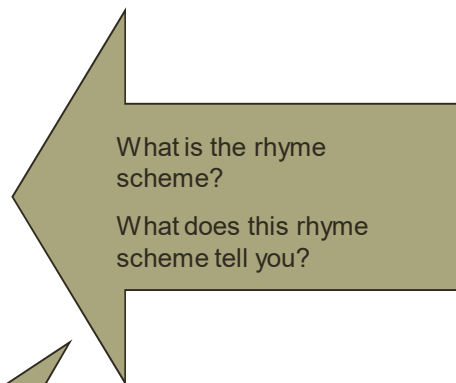 What is the rhyme
scheme?
What does this rhyme
scheme tell you?